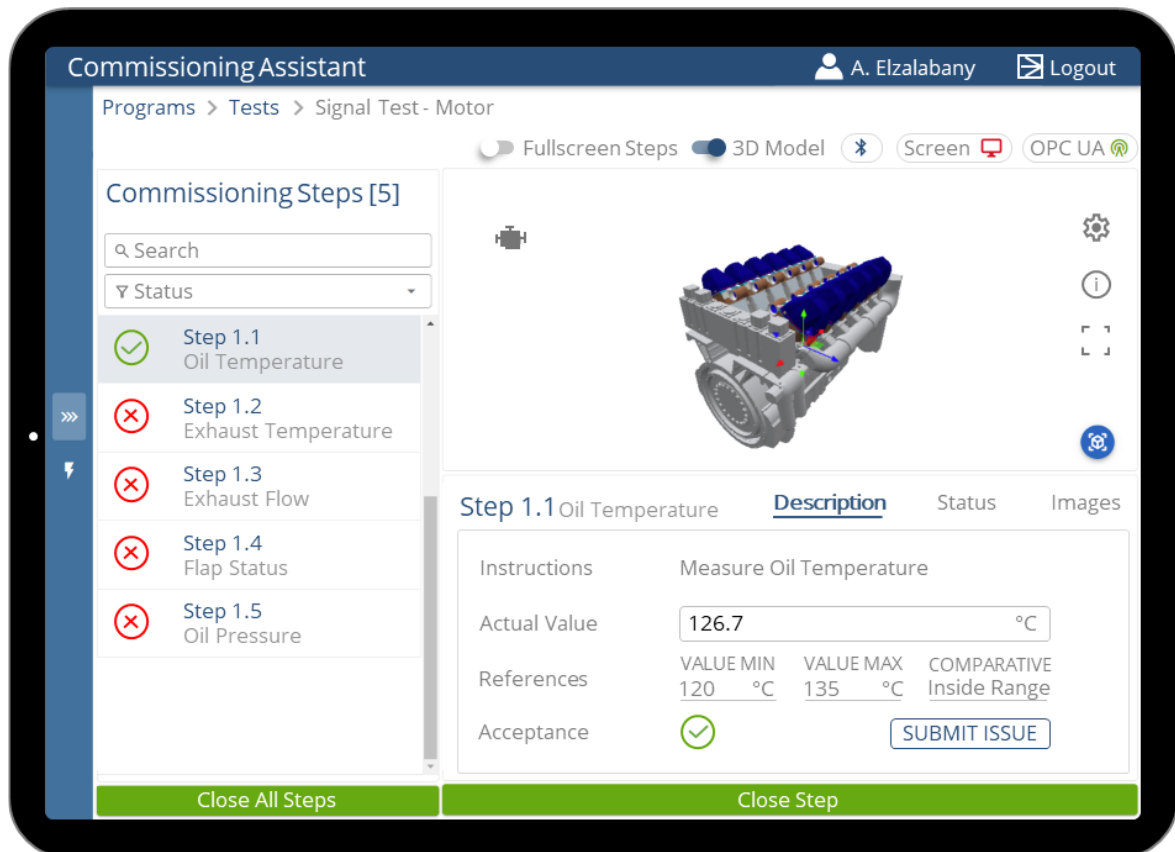 Commissioning Assistant
A. Elzalabany
Logout
Programs > Tests > Signal Test - Motor
Fullscreen Steps
3D Model
Screen
OPC UA
Commissioning Steps [5]
Search
Status
Step 1.1
Oil Temperature
Step 1.2
Exhaust Temperature
Step 1.3
Exhaust Flow
Step 1.4
Flap Status
Step 1.5
Oil Pressure
Close All Steps
Step 1.1 Oil Temperature
Description
Status
Images
Instructions
Measure Oil Temperature
Actual Value
126.7 °C
References
VALUE MIN
VALUE MAX
COMPARATIVE
120 °C
135 °C
Inside Range
Acceptance
SUBMIT ISSUE
Close Step